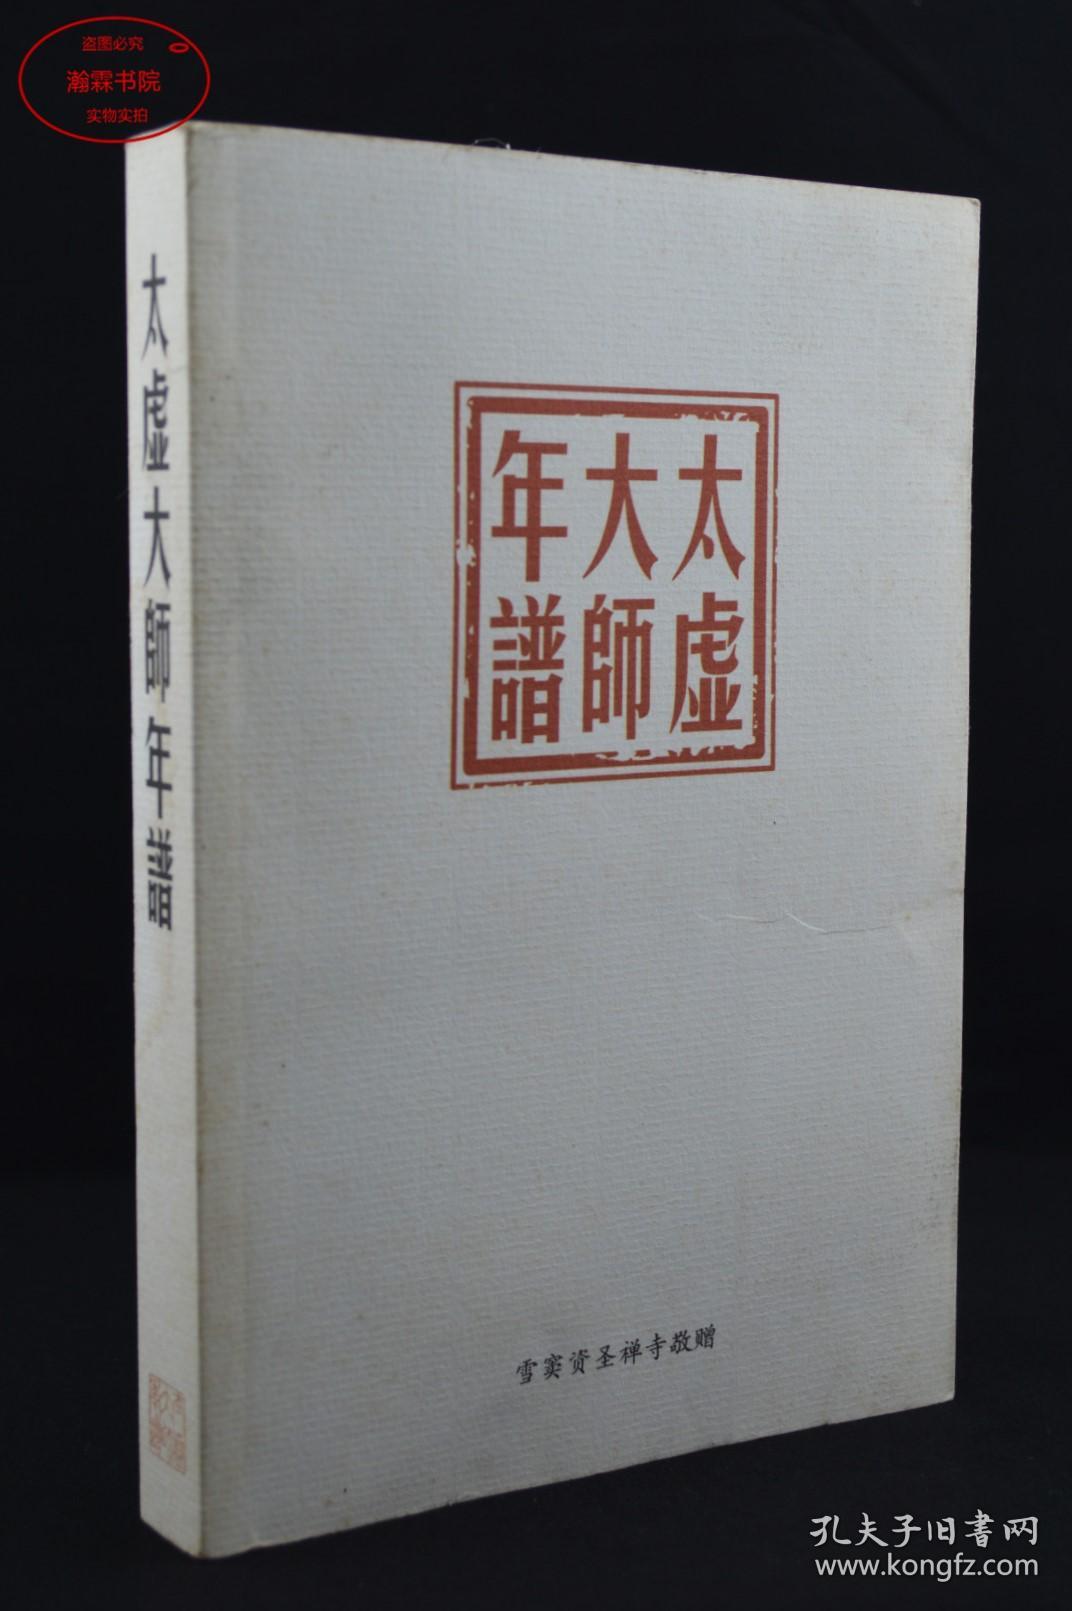 盗图必究
瀚霖书院
实物实拍
太虚大師年譜
太虚
大師
年譜
雪窦资圣禅寺敬赠
孔夫子旧書网
www.kongfz.com